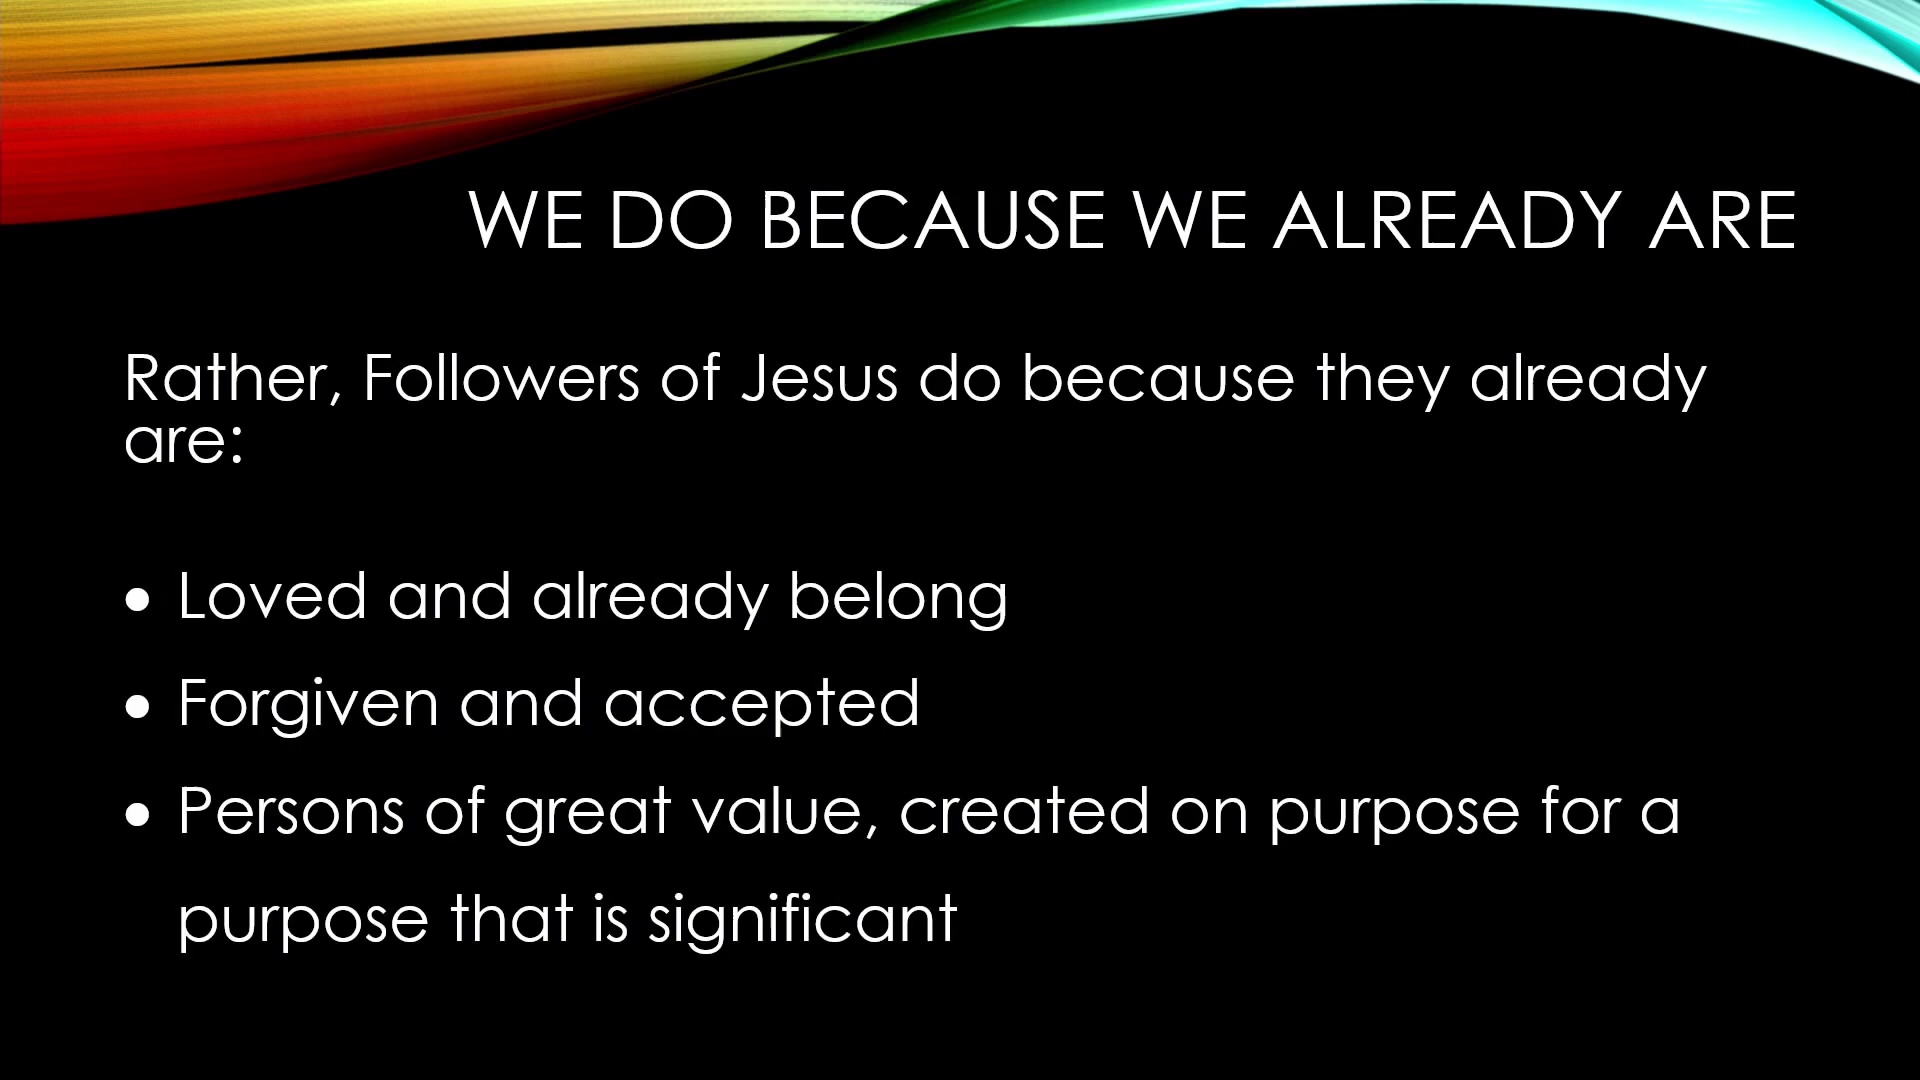 WE DO BECAUSE WE ALREADY ARE
Rather, Followers of Jesus do because they already
are:
• Loved and already belong
• Forgiven and accepted
• Persons of great value, created on purpose for a
purpose that is significant